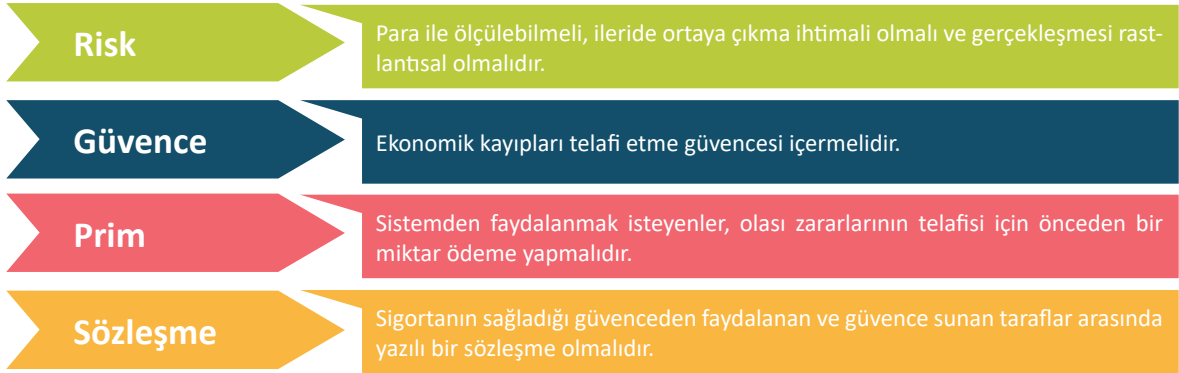 Risk
Para ile ölçülebilmeli, ileride ortaya çıkma ihtimali olmalı ve gerçekleşmesi rast-
lantısal olmalıdır.
Güvence
Ekonomik kayıpları telafi etme güvencesi içermelidir.
Prim
Sistemden faydalanmak isteyenler, olası zararlarının telafisi için önceden bir
miktar ödeme yapmalıdır.
Sözleşme
Sigortanın sağladığı güvenceden faydalanan ve güvence sunan taraflar arasında
yazılı bir sözleşme olmalıdır.